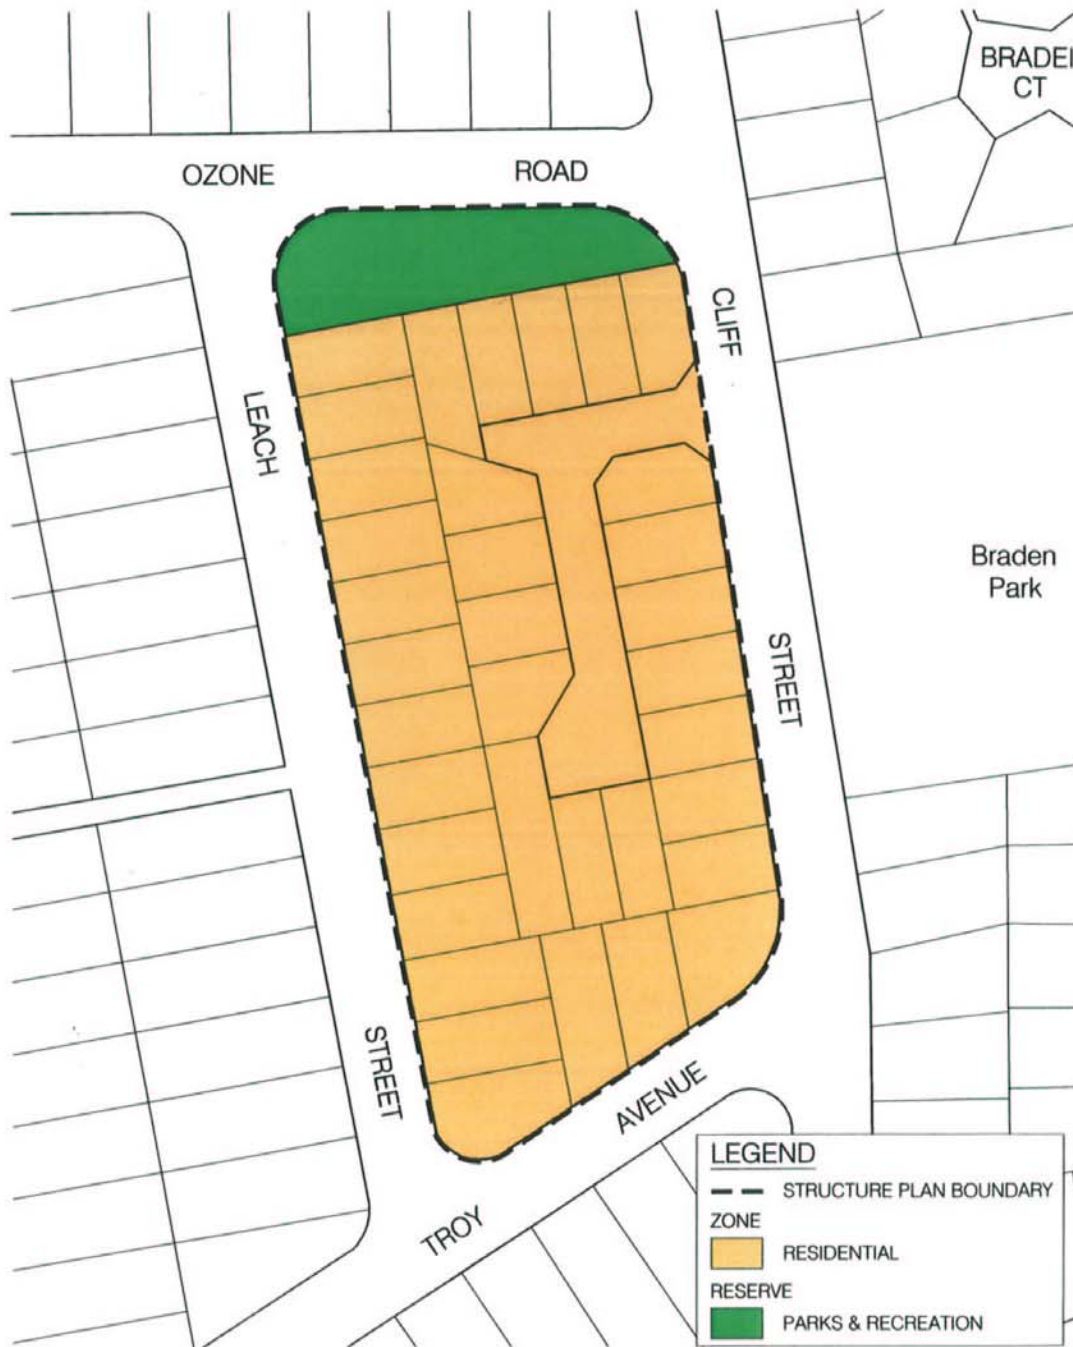 BRADEI
CT
OZONE ROAD
CLIFF
LEACH
Braden
Park
STREET
STREET
AVENUE
TROY
LEGEND
STRUCTURE PLAN BOUNDARY
ZONE
RESIDENTIAL
RESERVE
PARKS & RECREATION